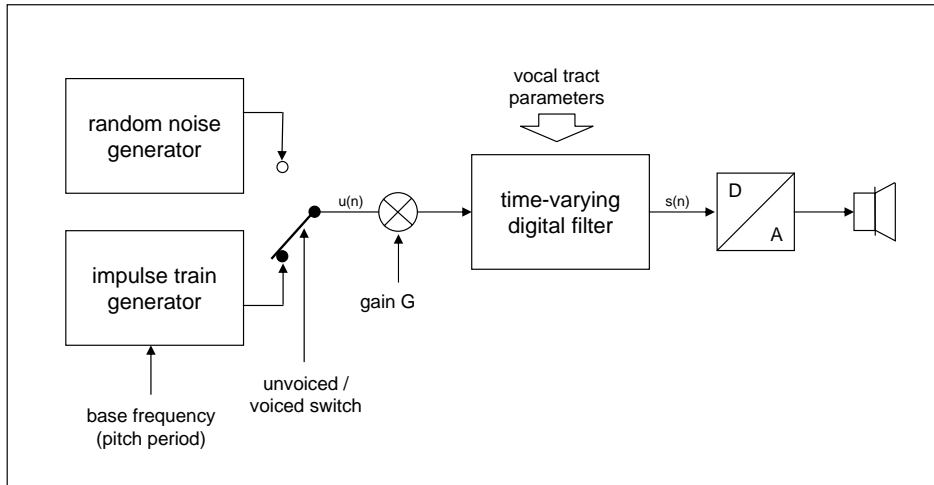 random noise
generator
impulse train
generator
base frequency
(pitch period)
unvoiced /
voiced switch
u(n)
gain G
vocal tract
parameters
time-varying
digital filter
s(n)
D
A